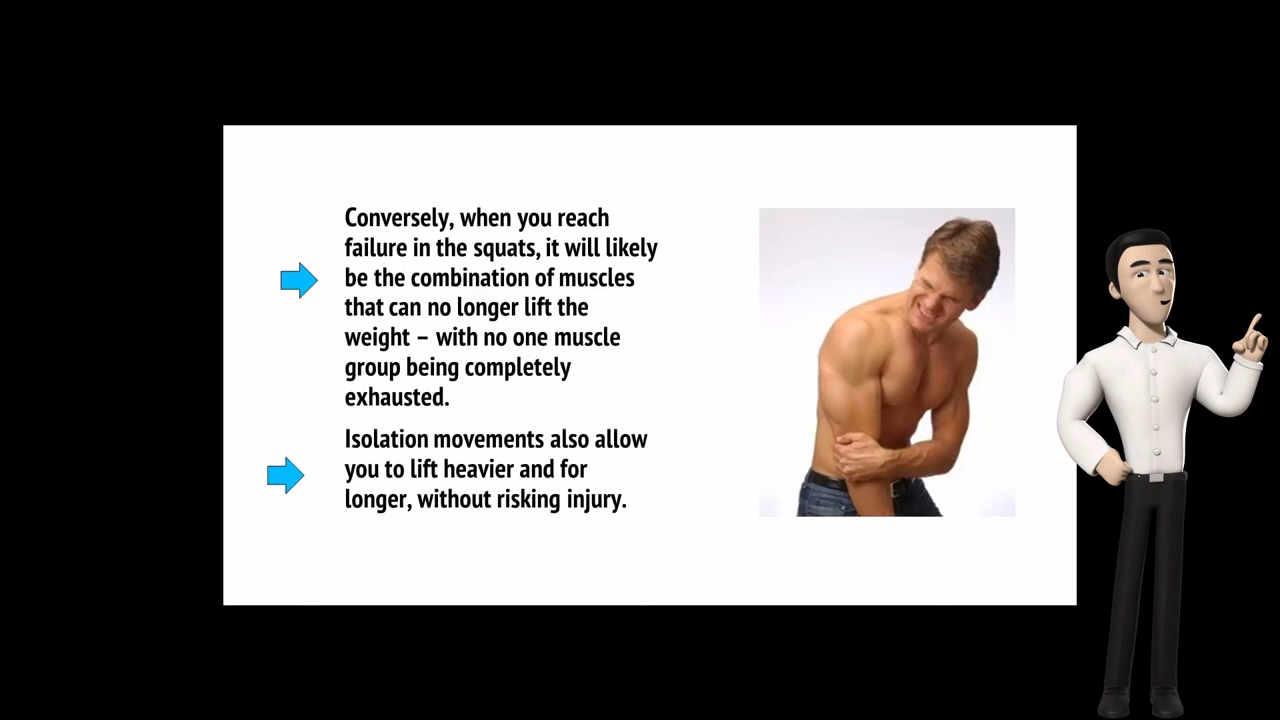 Conversely, when you reach
failure in the squats, it will likely
be the combination of muscles
that can no longer lift the
weight – with no one muscle
group being completely
exhausted.
Isolation movements also allow
you to lift heavier and for
longer, without risking injury.